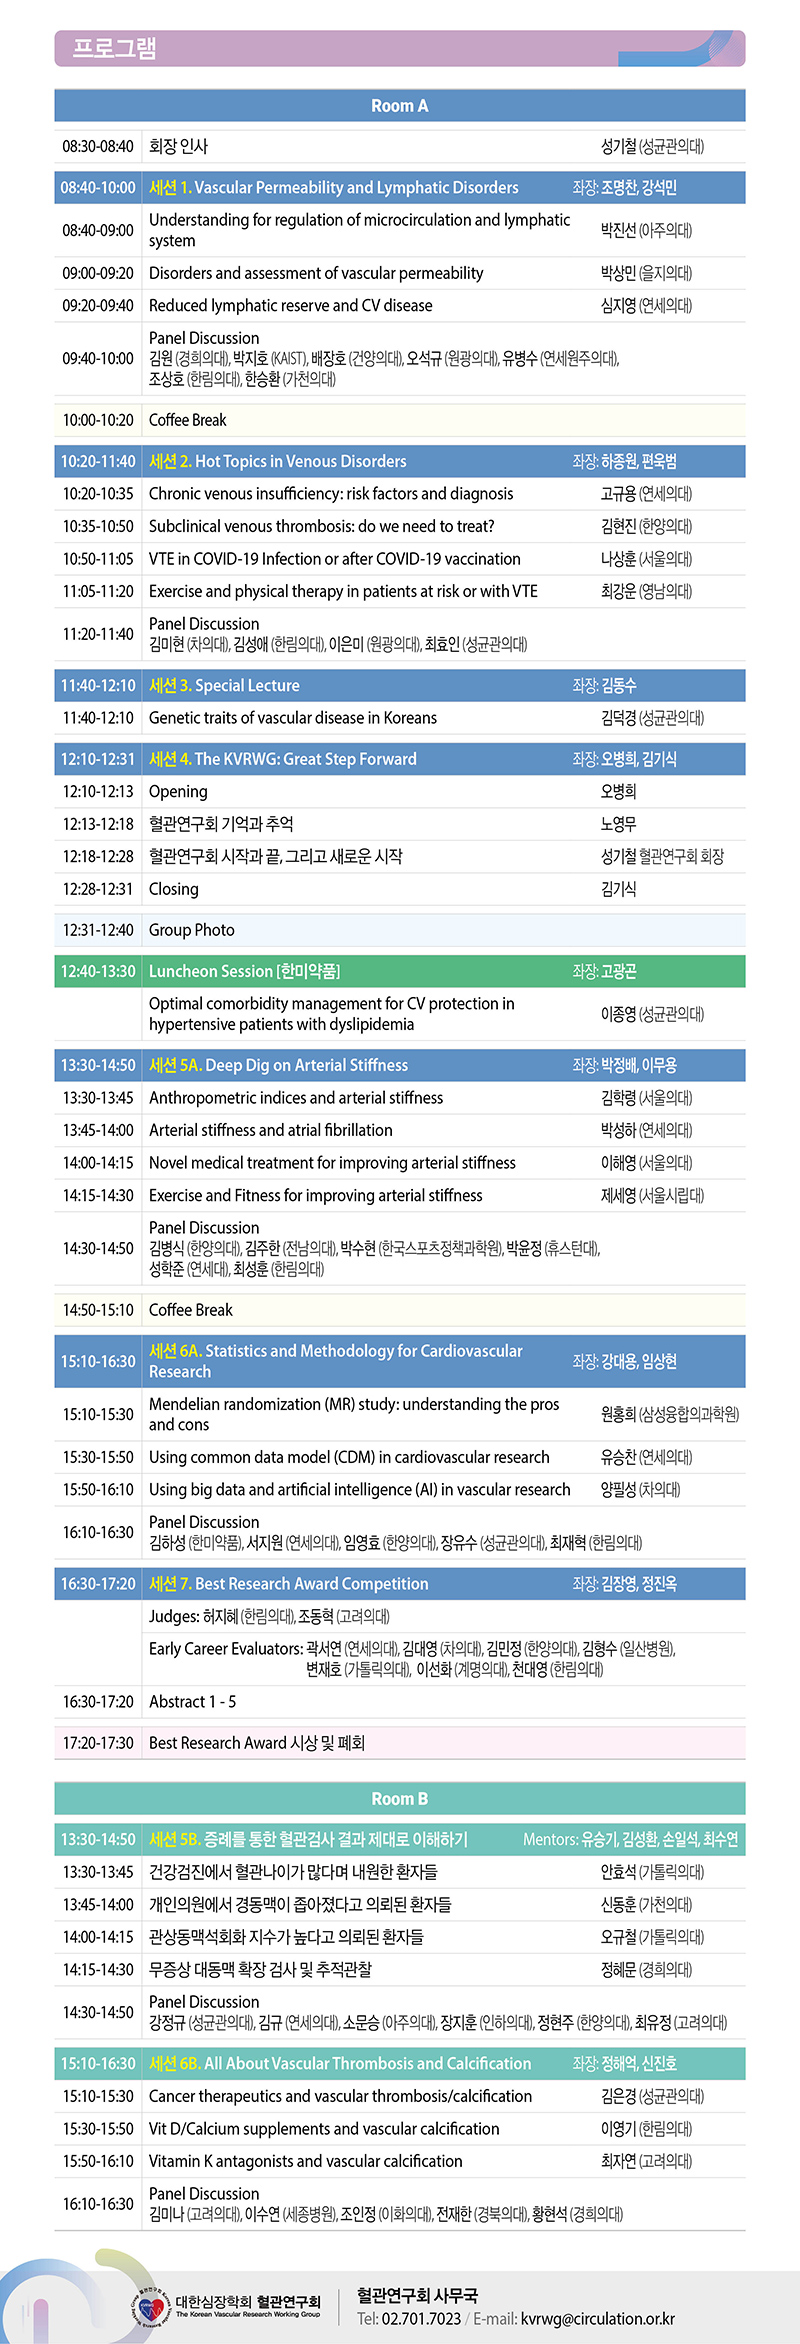 프로그램
Room A
08:30-08:40 회장 인사 성기철 (성균관의대)
08:40-10:00 세션 1. Vascular Permeability and Lymphatic Disorders 좌장: 조명찬, 강석민
08:40-09:00 Understanding for regulation of microcirculation and lymphatic
system 박진선 (아주의대)
09:00-09:20 Disorders and assessment of vascular permeability 박상민 (을지의대)
09:20-09:40 Reduced lymphatic reserve and CV disease 심지영 (연세의대)
09:40-10:00 Panel Discussion
김원 (경희의대), 박지호 (KAIST), 배장호 (건양의대), 오석규 (원광의대), 유병수 (연세원주의대),
조상호 (한림의대), 한승환 (가천의대)
10:00-10:20 Coffee Break
10:20-11:40 세션 2. Hot Topics in Venous Disorders 좌장: 하종원, 편욱범
10:20-10:35 Chronic venous insufficiency: risk factors and diagnosis 고규용 (연세의대)
10:35-10:50 Subclinical venous thrombosis: do we need to treat? 김현진 (한양의대)
10:50-11:05 VTE in COVID-19 Infection or after COVID-19 vaccination 나상훈 (서울의대)
11:05-11:20 Exercise and physical therapy in patients at risk or with VTE 최강운 (영남의대)
11:20-11:40 Panel Discussion
김미현 (차의대), 김성애 (한림의대), 이은미 (원광의대), 최효인 (성균관의대)
11:40-12:10 세션 3. Special Lecture 좌장: 김동수
11:40-12:10 Genetic traits of vascular disease in Koreans 김덕경 (성균관의대)
12:10-12:31 세션 4. The KVRWG: Great Step Forward 좌장: 오병희, 김기식
12:10-12:13 Opening 오병희
12:13-12:18 혈관연구회 기억과 추억 노영무
12:18-12:28 혈관연구회 시작과 끝, 그리고 새로운 시작 성기철 혈관연구회 회장
12:28-12:31 Closing 김기식
12:31-12:40 Group Photo
12:40-13:30 Luncheon Session [한미약품] 좌장: 고광곤
Optimal comorbidity management for CV protection in
hypertensive patients with dyslipidemia 이종영 (성균관의대)
13:30-14:50 세션 5A. Deep Dig on Arterial Stiffness 좌장: 박정배, 이무용
13:30-13:45 Anthropometric indices and arterial stiffness 김학령 (서울의대)
13:45-14:00 Arterial stiffness and atrial fibrillation 박성하 (연세의대)
14:00-14:15 Novel medical treatment for improving arterial stiffness 이해영 (서울의대)
14:15-14:30 Exercise and Fitness for improving arterial stiffness 제세영 (서울시립대)
14:30-14:50 Panel Discussion
김병식 (한양의대), 김주한 (전남의대), 박수현 (한국스포츠정책과학원), 박윤정 (휴스턴대),
성학준 (연세대), 최성훈 (한림의대)
14:50-15:10 Coffee Break
15:10-16:30 세션 6A. Statistics and Methodology for Cardiovascular
Research 좌장: 강대용, 임상현
15:10-15:30 Mendelian randomization (MR) study: understanding the pros
and cons 원홍희 (삼성융합의과학원)
15:30-15:50 Using common data model (CDM) in cardiovascular research 유승찬 (연세의대)
15:50-16:10 Using big data and artificial intelligence (AI) in vascular research 양필성 (차의대)
16:10-16:30 Panel Discussion
김하성 (한미약품), 서지원 (연세의대), 임영효 (한양의대), 장유수 (성균관의대), 최재혁 (한림의대)
16:30-17:20 세션 7. Best Research Award Competition 좌장: 김장영, 정진옥
Judges: 허지혜 (한림의대), 조동혁 (고려의대)
Early Career Evaluators: 곽서연 (연세의대), 김대영 (차의대), 김민정 (한양의대), 김형수 (일산병원),
변재호 (가톨릭의대), 이선화 (계명의대), 천대영 (한림의대)
16:30-17:20 Abstract 1 - 5
17:20-17:30 Best Research Award 시상 및 폐회
Room B
13:30-14:50 세션 5B. 증례를 통한 혈관검사 결과 제대로 이해하기 Mentors: 유승기, 김성환, 손일석, 최수연
13:30-13:45 건강검진에서 혈관나이가 많다며 내원한 환자들 안효석 (가톨릭의대)
13:45-14:00 개인의원에서 경동맥이 좁아졌다고 의뢰된 환자들 신동훈 (가천의대)
14:00-14:15 관상동맥석회화 지수가 높다고 의뢰된 환자들 오규철 (가톨릭의대)
14:15-14:30 무증상 대동맥 확장 검사 및 추적관찰 정혜문 (경희의대)
14:30-14:50 Panel Discussion
강정규 (성균관의대), 김규 (연세의대), 소문승 (아주의대), 장지훈 (인하의대), 정현주 (한양의대), 최유정 (고려의대)
15:10-16:30 세션 6B. All About Vascular Thrombosis and Calcification 좌장: 정해억, 신진호
15:10-15:30 Cancer therapeutics and vascular thrombosis/calcification 김은경 (성균관의대)
15:30-15:50 Vit D/Calcium supplements and vascular calcification 이영기 (한림의대)
15:50-16:10 Vitamin K antagonists and vascular calcification 최자연 (고려의대)
16:10-16:30 Panel Discussion
김미나 (고려의대), 이수연 (세종병원), 조인정 (이화의대), 전재한 (경북의대), 황현석 (경희의대)
대한심장학회 혈관연구회
The Korean Vascular Research Working Group
혈관연구회 사무국
Tel: 02.701.7023 / E-mail: kvrwg@circulation.or.kr